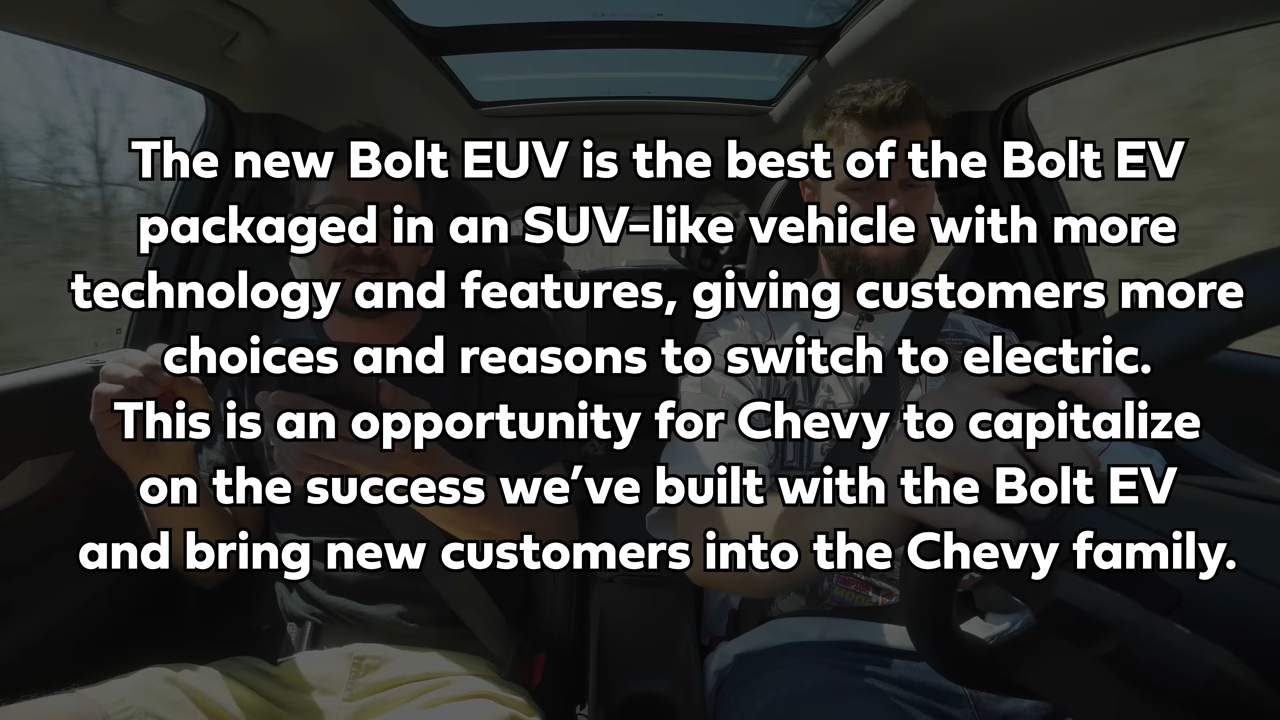 The new Bolt EUV is the best of the Bolt EV
packaged in an SUV-like vehicle with more
technology and features, giving customers more
choices and reasons to switch to electric.
This is an opportunity for Chevy to capitalize
on the success we've built with the Bolt EV
and bring new customers into the Chevy family.